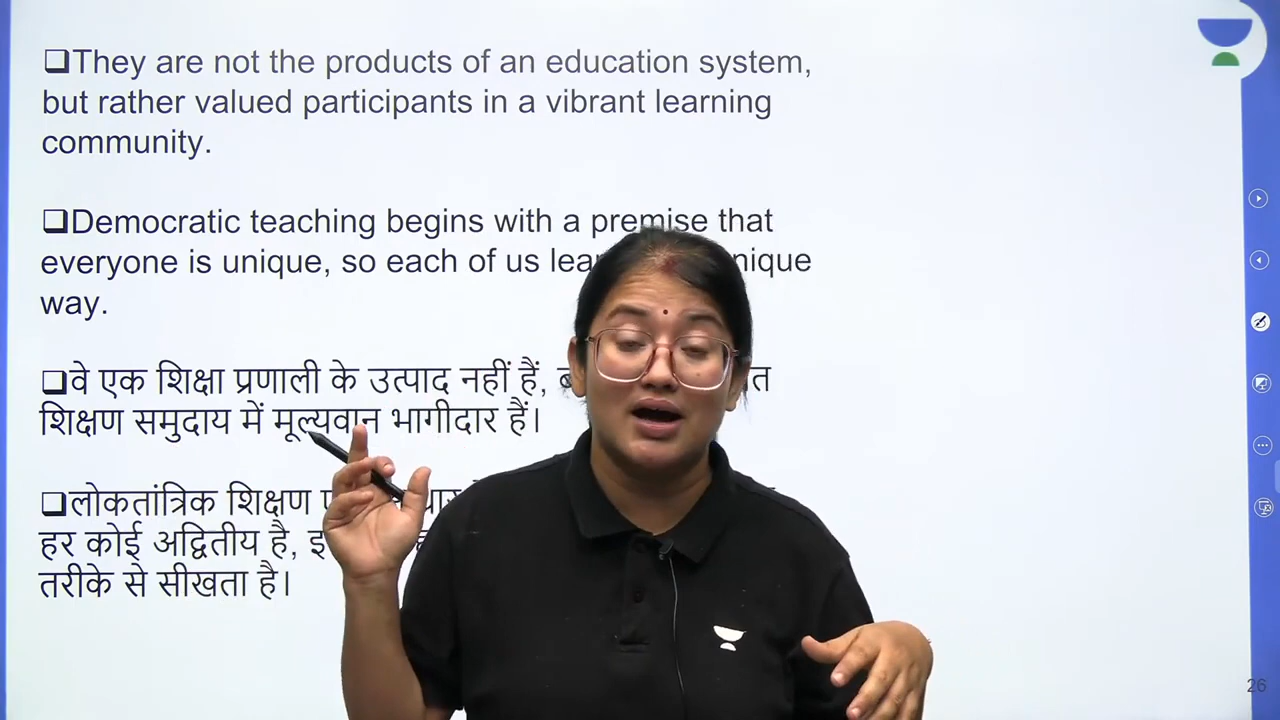 ❑They are not the products of an education system,
but rather valued participants in a vibrant learning
community.
❑Democratic teaching begins with a premise that
everyone is unique, so each of us
way.
❑वे एक शिक्षा प्रणाली के उत्पाद नहीं हैं,
शिक्षण समुदाय में मूल्यवान भागीदार हैं।
❑लोकतांत्रिक शिक्षण
हर कोई अद्वितीय है,
तरीके से सीखता है।
26